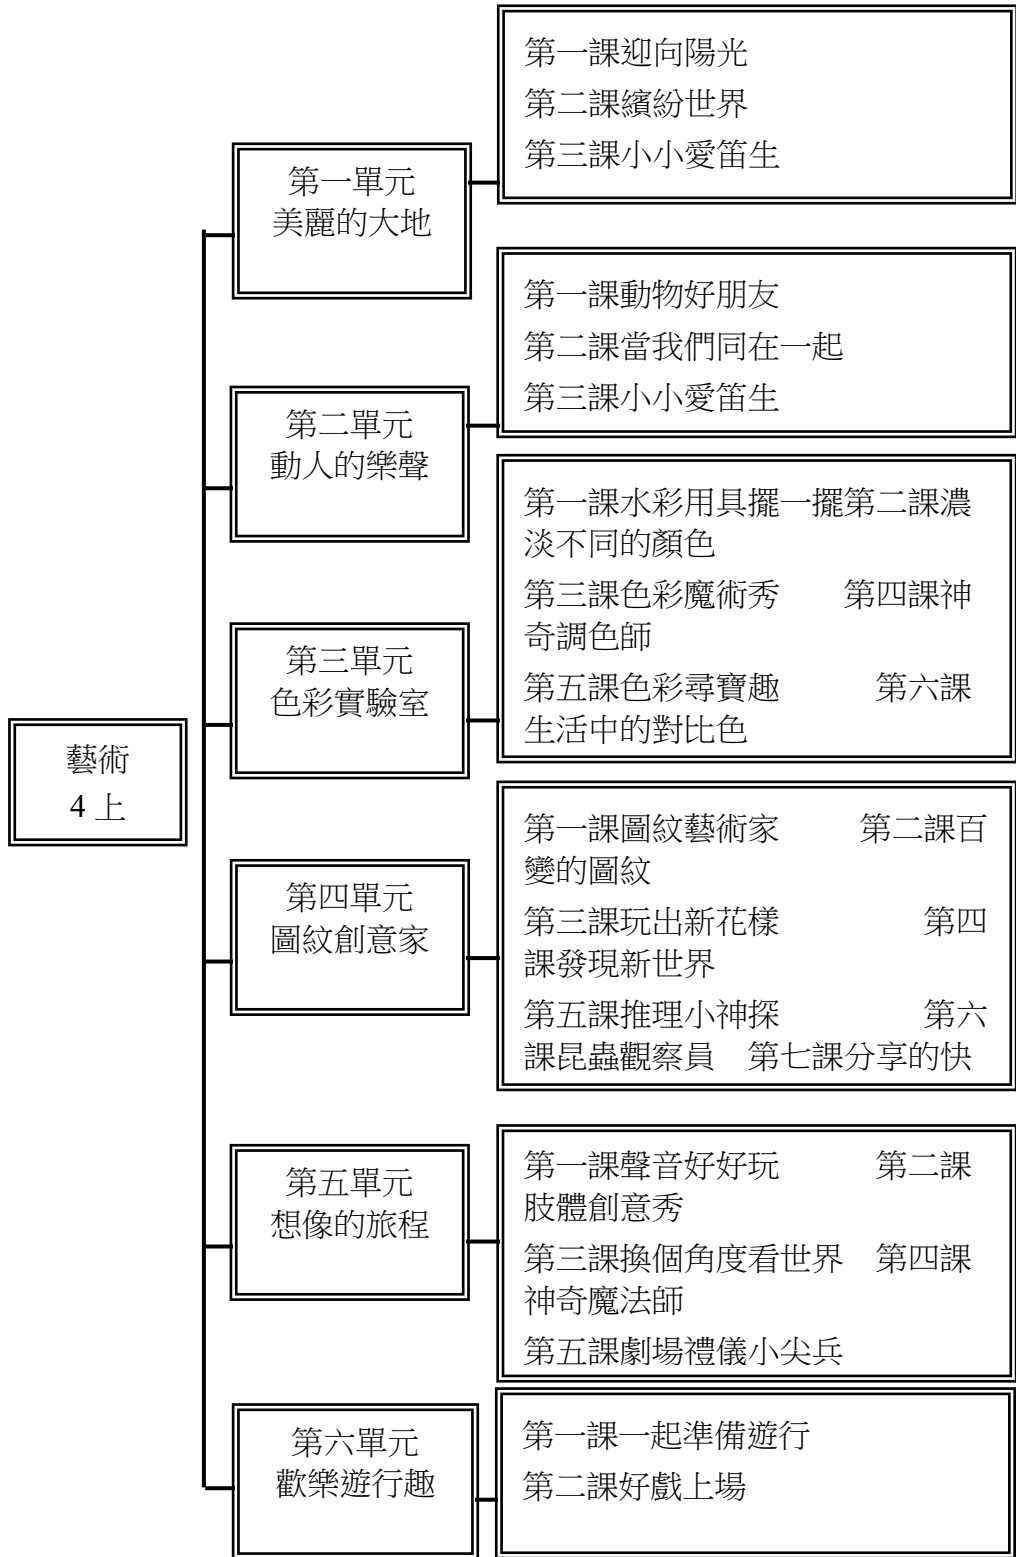 藝術
4 上
第一單元
美麗的大地
第一課迎向陽光
第二課繽紛世界
第三課小小愛笛生
第二單元
動人的樂聲
第一課動物好朋友
第二課當我們同在一起
第三課小小愛笛生
第三單元
色彩實驗室
第一課水彩用具擺一擺第二課濃
淡不同的顏色
第三課色彩魔術秀　　第四課神
奇調色師
第五課色彩尋寶趣　　　第六課
生活中的對比色
第四單元
圖紋創意家
第一課圖紋藝術家　　 第二課百
變的圖紋
第三課玩出新花樣　　　　 第四
課發現新世界
第五課推理小神探　　　　 第六
課昆蟲觀察員　第七課分享的快
第五單元
想像的旅程
第一課聲音好好玩　　　第二課
肢體創意秀
第三課換個角度看世界　第四課
神奇魔法師
第五課劇場禮儀小尖兵
第六單元
歡樂遊行趣
第一課一起準備遊行
第二課好戲上場